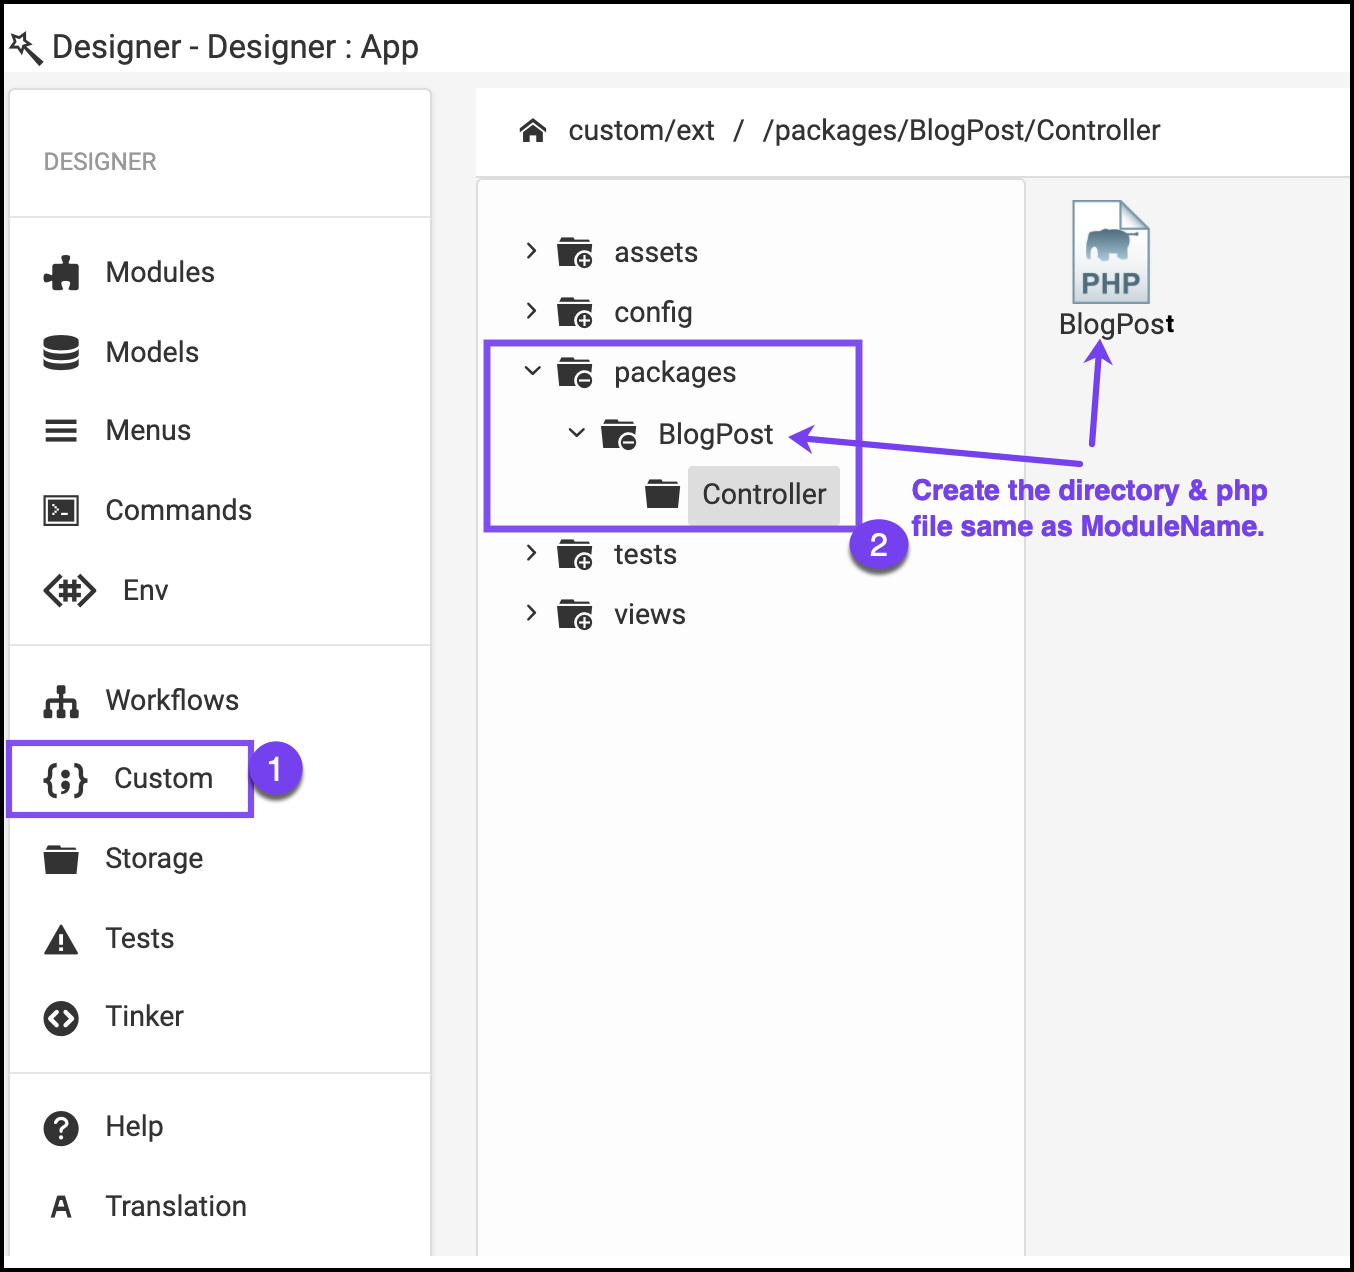 Designer - Designer : App
DESIGNER
Modules
Models
Menus
Commands
Env
Workflows
Custom
1
Storage
Tests
Tinker
Help
A Translation
custom/ext / /packages/BlogPost/Controller
assets
config
packages
BlogPost
Controller
2
tests
views
PHP
BlogPost
Create the directory & php
file same as ModuleName.